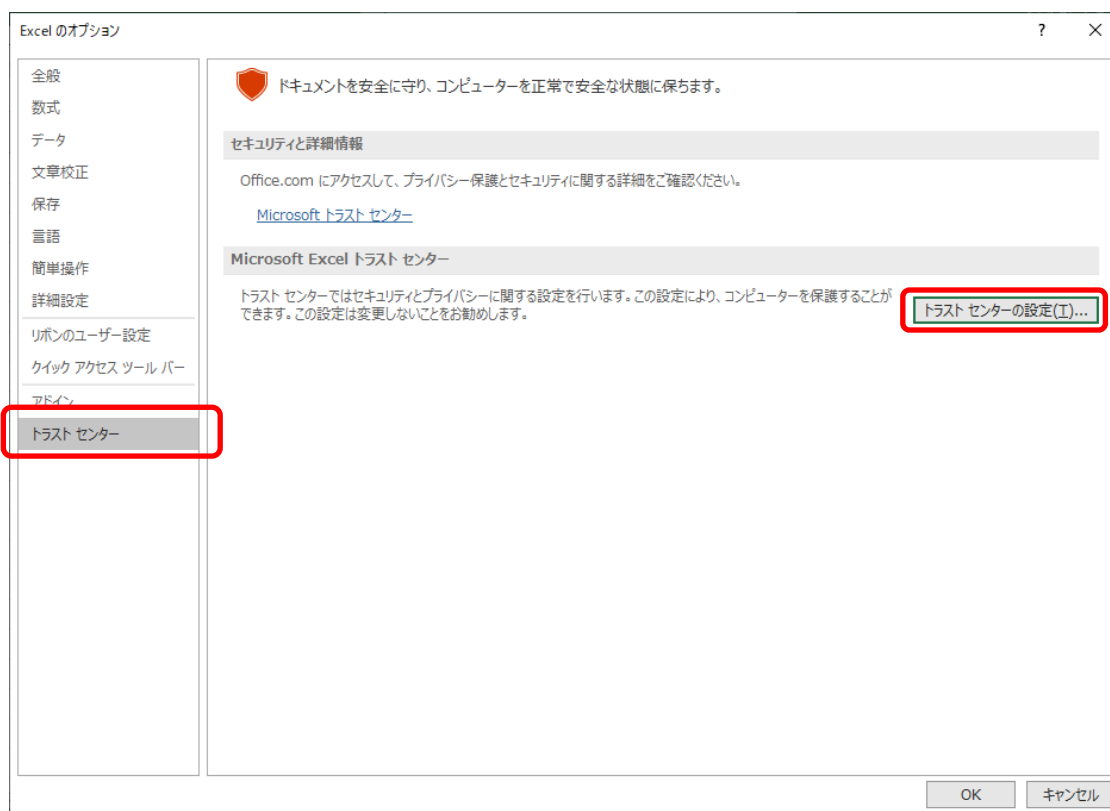 Excel のオプション
?
×
全般
数式
データ
文章校正
保存
言語
簡単操作
詳細設定
リボンのユーザー設定
クイック アクセス ツール バー
アドイン
トラスト センター
ドキュメントを安全に守り、コンピューターを正常で安全な状態に保ちます。
セキュリティと詳細情報
Office.com にアクセスして、プライバシー保護とセキュリティに関する詳細をご確認ください。
Microsoft トラスト センター
Microsoft Excel トラスト センター
トラスト センターではセキュリティとプライバシーに関する設定を行います。この設定により、コンピューターを保護することが
できます。この設定は変更しないことをお勧めします。
トラスト センターの設定(T)...
OK
キャンセル